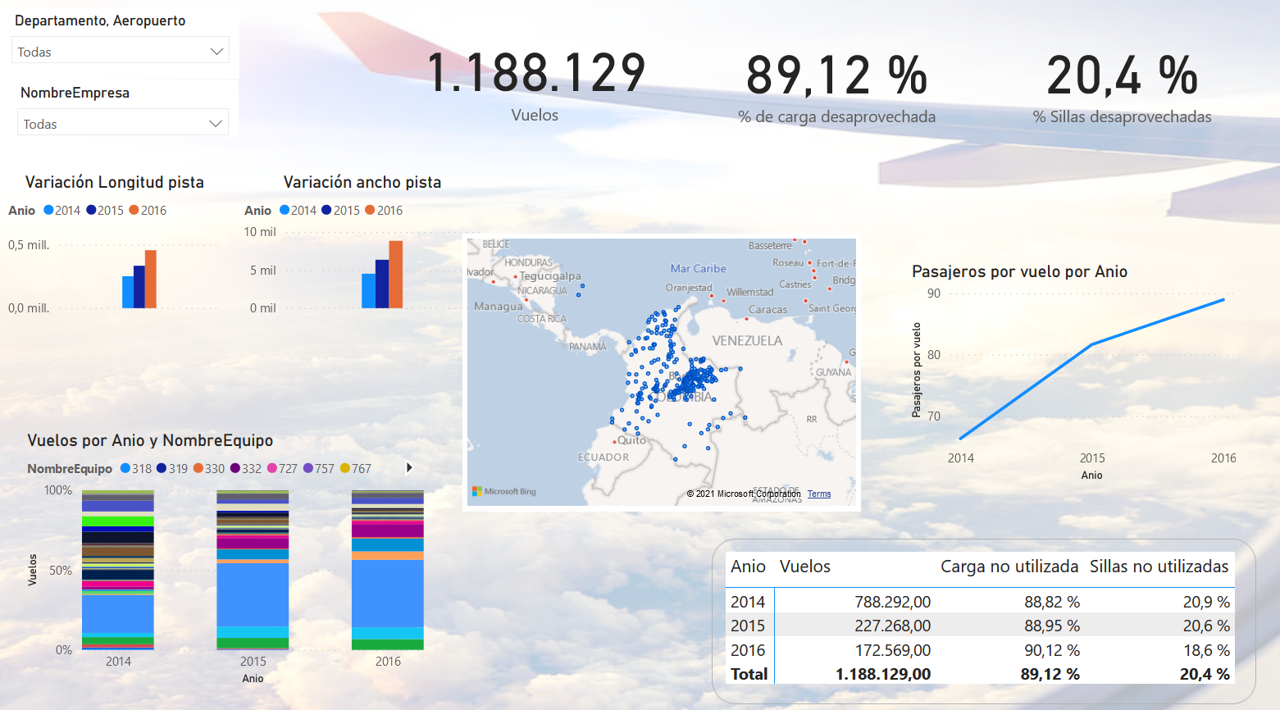 Departamento, Aeropuerto
Todas
NombreEmpresa
Todas
1.188.129
Vuelos
89,12 %
% de carga desaprovechada
20,4 %
% Sillas desaprovechadas
Variación Longitud pista
Anio 2014 2015 2016
0,5 mill.
0,0 mill.
Variación ancho pista
Anio 2014 2015 2016
10 mil
5 mil
0 mil
BELICE
HONDURAS
vador
Tegucigalpa
NICARAGUA
Managua
COSTA RICA
PANAMÁ
Mar Caribe
Basseterre
Roseau
Fort-de-F
Castries
Bridg
Oranjestad
Willemstad
Saint Geor
Caracas
VENEZUELA
GUYANA
COLOMBIA
RR
Quito
ECUADOR
ESTADO DE
AMAZONAS
Microsoft Bing
© 2021 Microsoft Corporation Terms
Pasajeros por vuelo por Anio
Pasajeros por vuelo
90
80
70
2014 2015 2016
Anio
Vuelos por Anio y NombreEquipo
NombreEquipo 318 319 330 332 727 757 767
Vuelos
100%
50%
0%
2014 2015 2016
Anio
Anio Vuelos Carga no utilizada Sillas no utilizadas
2014 788.292,00 88,82 % 20,9 %
2015 227.268,00 88,95 % 20,6 %
2016 172.569,00 90,12 % 18,6 %
Total 1.188.129,00 89,12 % 20,4 %